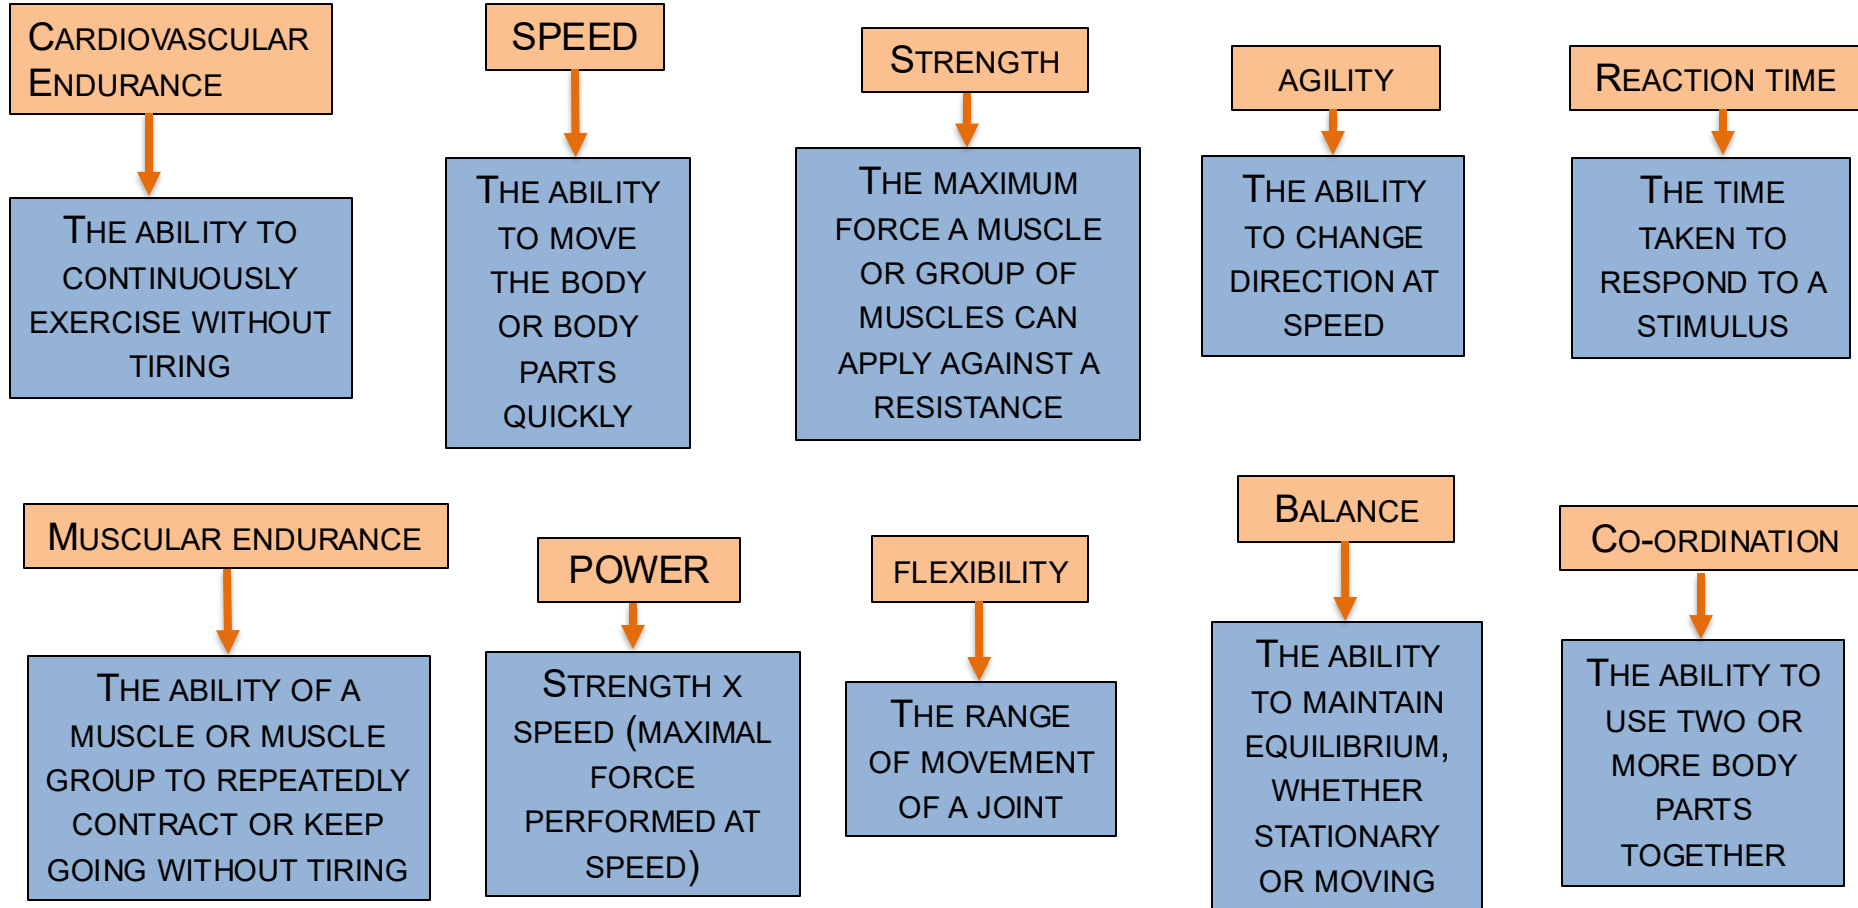 CARDIOVASCULAR
ENDURANCE
THE ABILITY TO
CONTINUOUSLY
EXERCISE WITHOUT
TIRING
SPEED
THE ABILITY
TO MOVE
THE BODY
OR BODY
PARTS
QUICKLY
STRENGTH
THE MAXIMUM
FORCE A MUSCLE
OR GROUP OF
MUSCLES CAN
APPLY AGAINST A
RESISTANCE
AGILITY
THE ABILITY
TO CHANGE
DIRECTION AT
SPEED
REACTION TIME
THE TIME
TAKEN TO
RESPOND TO A
STIMULUS
MUSCULAR ENDURANCE
THE ABILITY OF A
MUSCLE OR MUSCLE
GROUP TO REPEATEDLY
CONTRACT OR KEEP
GOING WITHOUT TIRING
POWER
STRENGTH X
SPEED (MAXIMAL
FORCE
PERFORMED AT
SPEED)
FLEXIBILITY
THE RANGE
OF MOVEMENT
OF A JOINT
BALANCE
THE ABILITY
TO MAINTAIN
EQUILIBRIUM,
WHETHER
STATIONARY
OR MOVING
CO-ORDINATION
THE ABILITY TO
USE TWO OR
MORE BODY
PARTS
TOGETHER